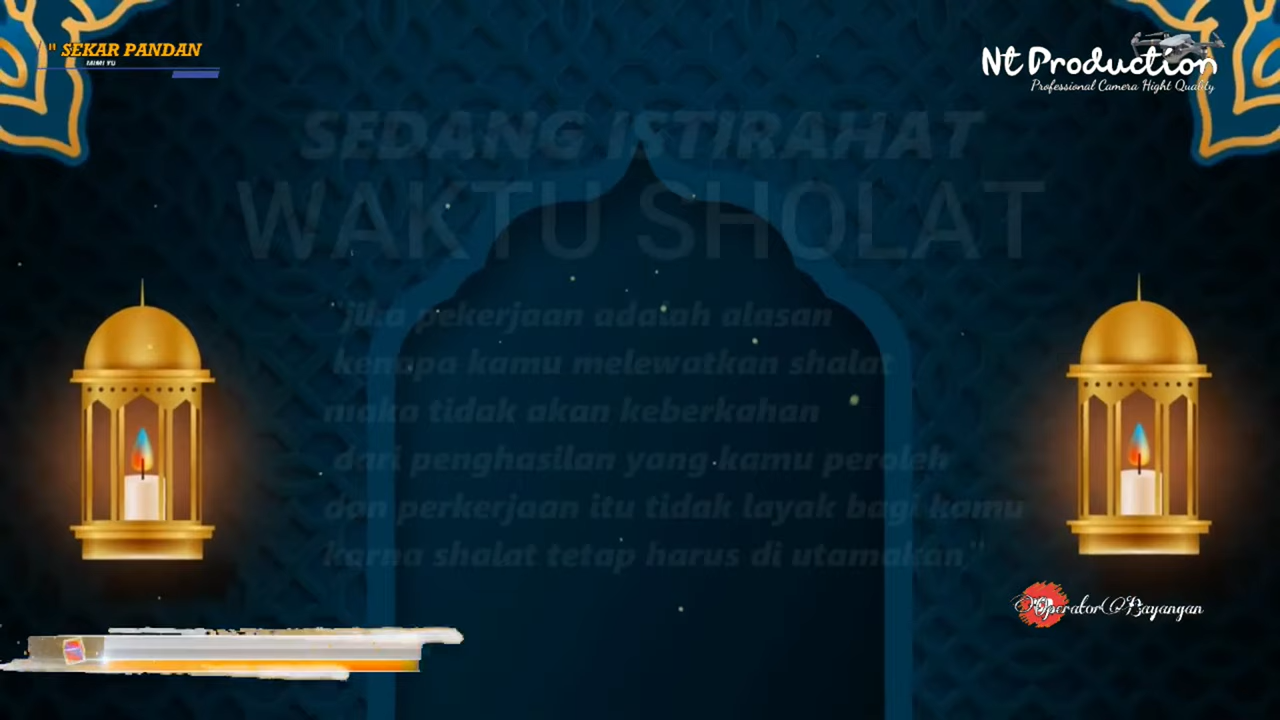 " SEKAR PANDAN
MIMI YU
Nt Production
Professional Camera Hight Quality
SEDANG ISTIRAHAT
WAKTU SHOLAT
jika pekerjaan adalah alasan
kenapa kamu melewatkan shalat
maka tidak akan keberkahan
dari penghasilan yang kamu peroleh
dan perkerjaan itu tidak layak bagi kamu
karna shalat tetap harus di utamakan"
Operator Bayangan